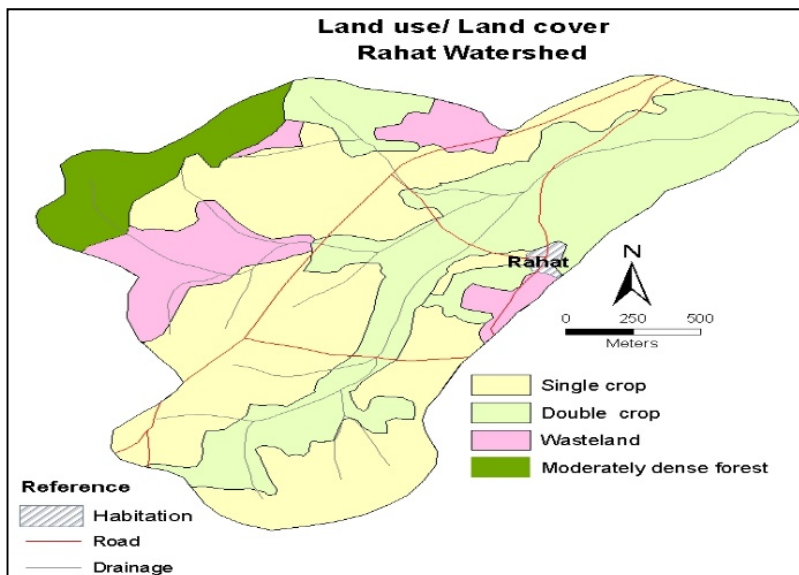 Land use/ Land cover
Rahat Watershed
Rahat
N
0 250 500
Meters
Single crop
Double crop
Wasteland
Moderately dense forest
Reference
Habitation
Road
Drainage